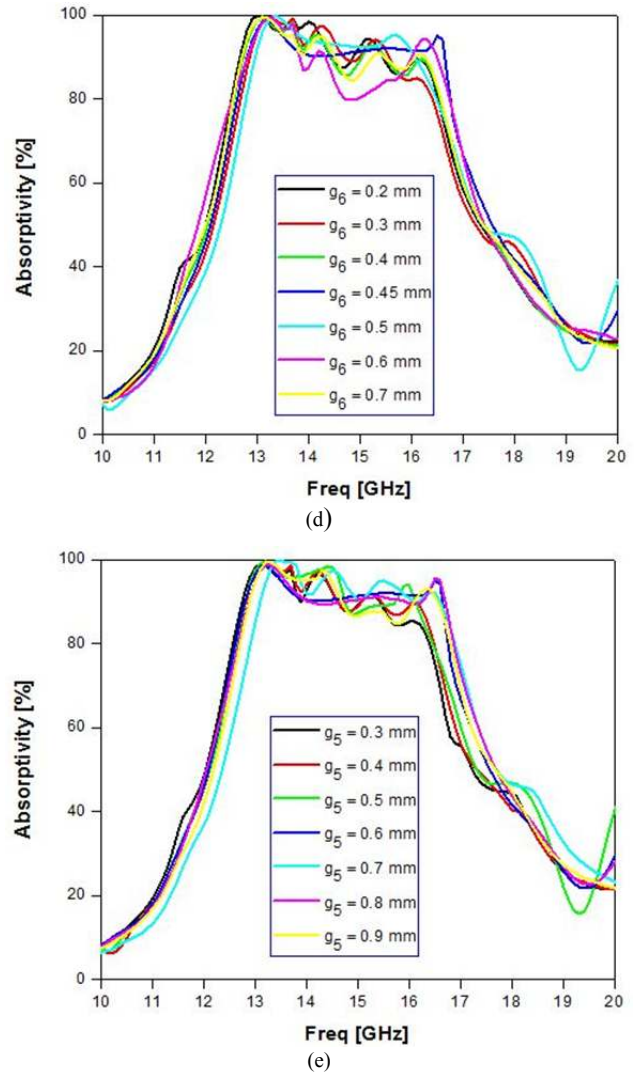 100
80
60
40
20
0
Absorptivity [%]
g6 = 0.2 mm
g6 = 0.3 mm
g6 = 0.4 mm
g6 = 0.45 mm
g6 = 0.5 mm
g6 = 0.6 mm
g6 = 0.7 mm
10 11 12 13 14 15 16 17 18 19 20
Freq [GHz]
(d)
100
80
60
40
20
0
Absorptivity [%]
g5 = 0.3 mm
g5 = 0.4 mm
g5 = 0.5 mm
g5 = 0.6 mm
g5 = 0.7 mm
g5 = 0.8 mm
g5 = 0.9 mm
10 11 12 13 14 15 16 17 18 19 20
Freq [GHz]
(e)